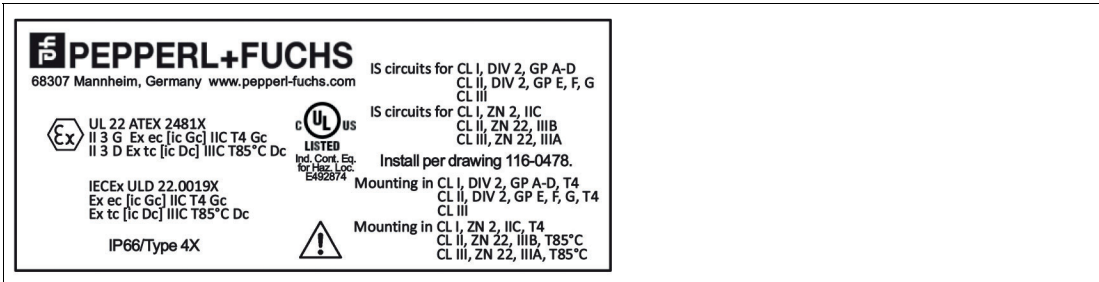 PEPPERL+FUCHS
68307 Mannheim, Germany www.pepperl-fuchs.com
UL 22 ATEX 2481X
II 3 G Ex ec [ic Gc] IIC T4 Gc
II 3 D Ex tc [ic Dc] IIIC T85°C Dc
IECEx ULD 22.0019X
Ex ec [ic Gc] IIC T4 Gc
Ex tc [ic Dc] IIIC T85°C Dc
IP66/Type 4X
C UL US
LISTED
Ind. Cont. Eq.
for Haz. Loc.
E492874
IS circuits for CL I, DIV 2, GP A-D
CL II, DIV 2, GP E, F, G
CL III
IS circuits for CL I, ZN 2, IIC
CL II, ZN 22, IIIB
CL III, ZN 22, IIIA
Install per drawing 116-0478.
Mounting in CL I, DIV 2, GP A-D, T4
CL II, DIV 2, GP E, F, G, T4
CL III
Mounting in CL I, ZN 2, IIC, T4
CL II, ZN 22, IIIB, T85°C
CL III, ZN 22, IIIA, T85°C